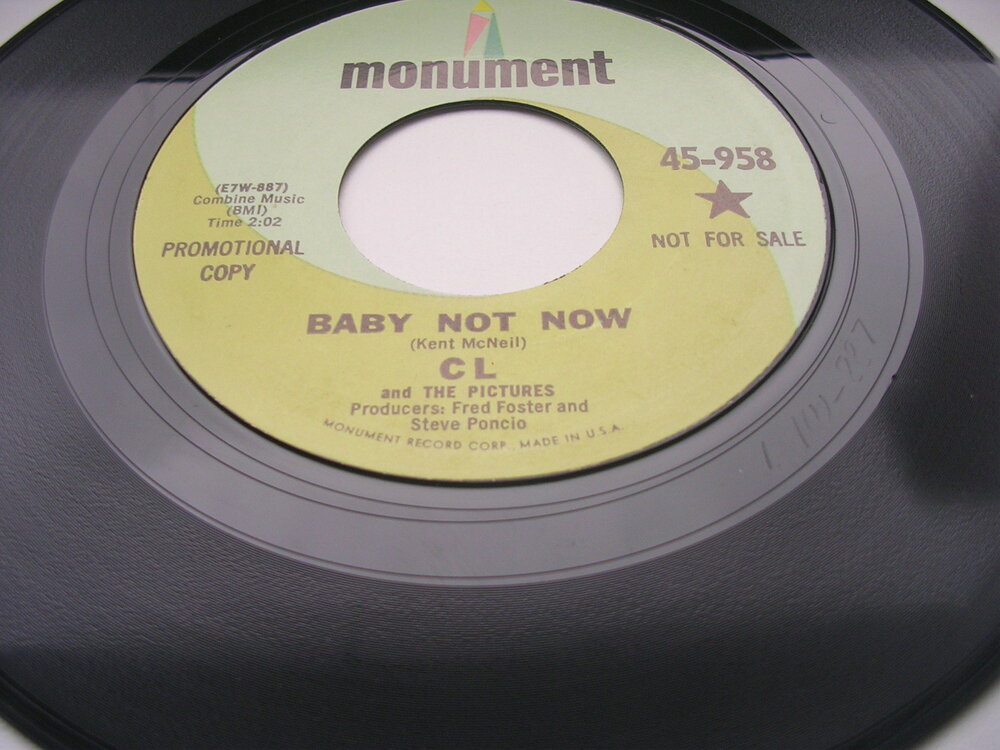 monument
45-958
NOT FOR SALE
(E7W-887)
Combine Music
(BMI)
Time 2:02
PROMOTIONAL
COPY
BABY NOT NOW
(Kent McNeil)
CL
and THE PICTURES
Producers: Fred Foster and
Steve Poncio
MONUMENT RECORD CORP., MADE IN U.S.A.